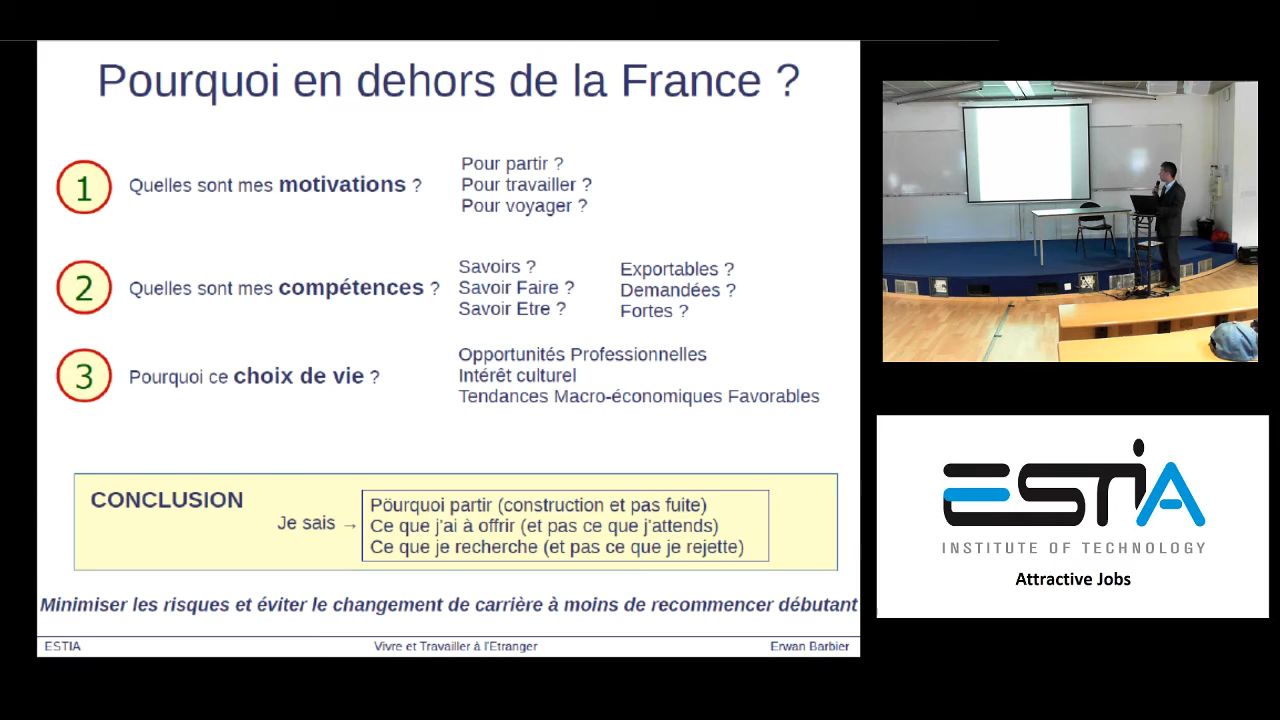 Pourquoi en dehors de la France ?
1
Quelles sont mes motivations ?
Pour partir ?
Pour travailler ?
Pour voyager ?
2
Quelles sont mes compétences ?
Savoirs ?
Savoir Faire ?
Savoir Etre ?
Exportables ?
Demandées ?
Fortes ?
3
Pourquoi ce choix de vie ?
Opportunités Professionnelles
Intérêt culturel
Tendances Macro-économiques Favorables
CONCLUSION
Je sais →
Pöurquoi partir (construction et pas fuite)
Ce que j'ai à offrir (et pas ce que j'attends)
Ce que je recherche (et pas ce que je rejette)
Minimiser les risques et éviter le changement de carrière à moins de recommencer débutant
ESTIA
Vivre et Travailler à l'Etranger
Erwan Barbier
ESTiA
INSTITUTE OF TECHNOLOGY
Attractive Jobs